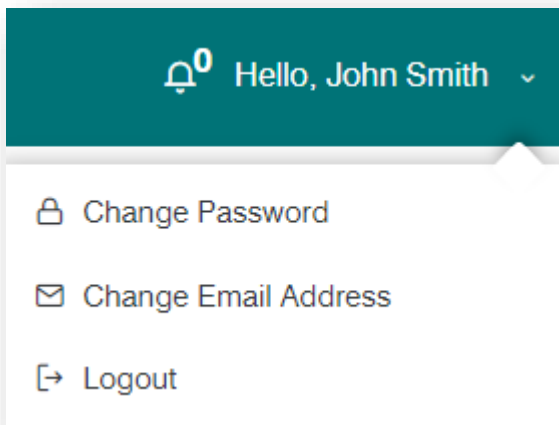 0 Hello, John Smith
Change Password
Change Email Address
Logout